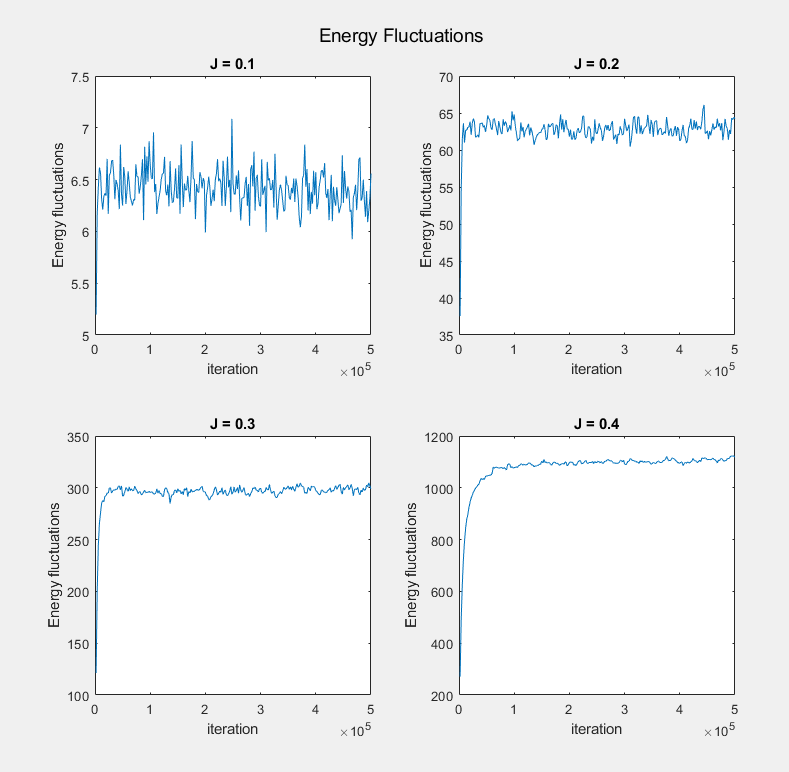 Energy Fluctuations
J = 0.1
7.5
7
6.5
6
5.5
5
Energy fluctuations
0 1 2 3 4 5
×10^5
iteration
J = 0.2
70
65
60
55
50
45
40
35
Energy fluctuations
0 1 2 3 4 5
×10^5
iteration
J = 0.3
350
300
250
200
150
100
Energy fluctuations
0 1 2 3 4 5
×10^5
iteration
J = 0.4
1200
1000
800
600
400
200
Energy fluctuations
0 1 2 3 4 5
×10^5
iteration